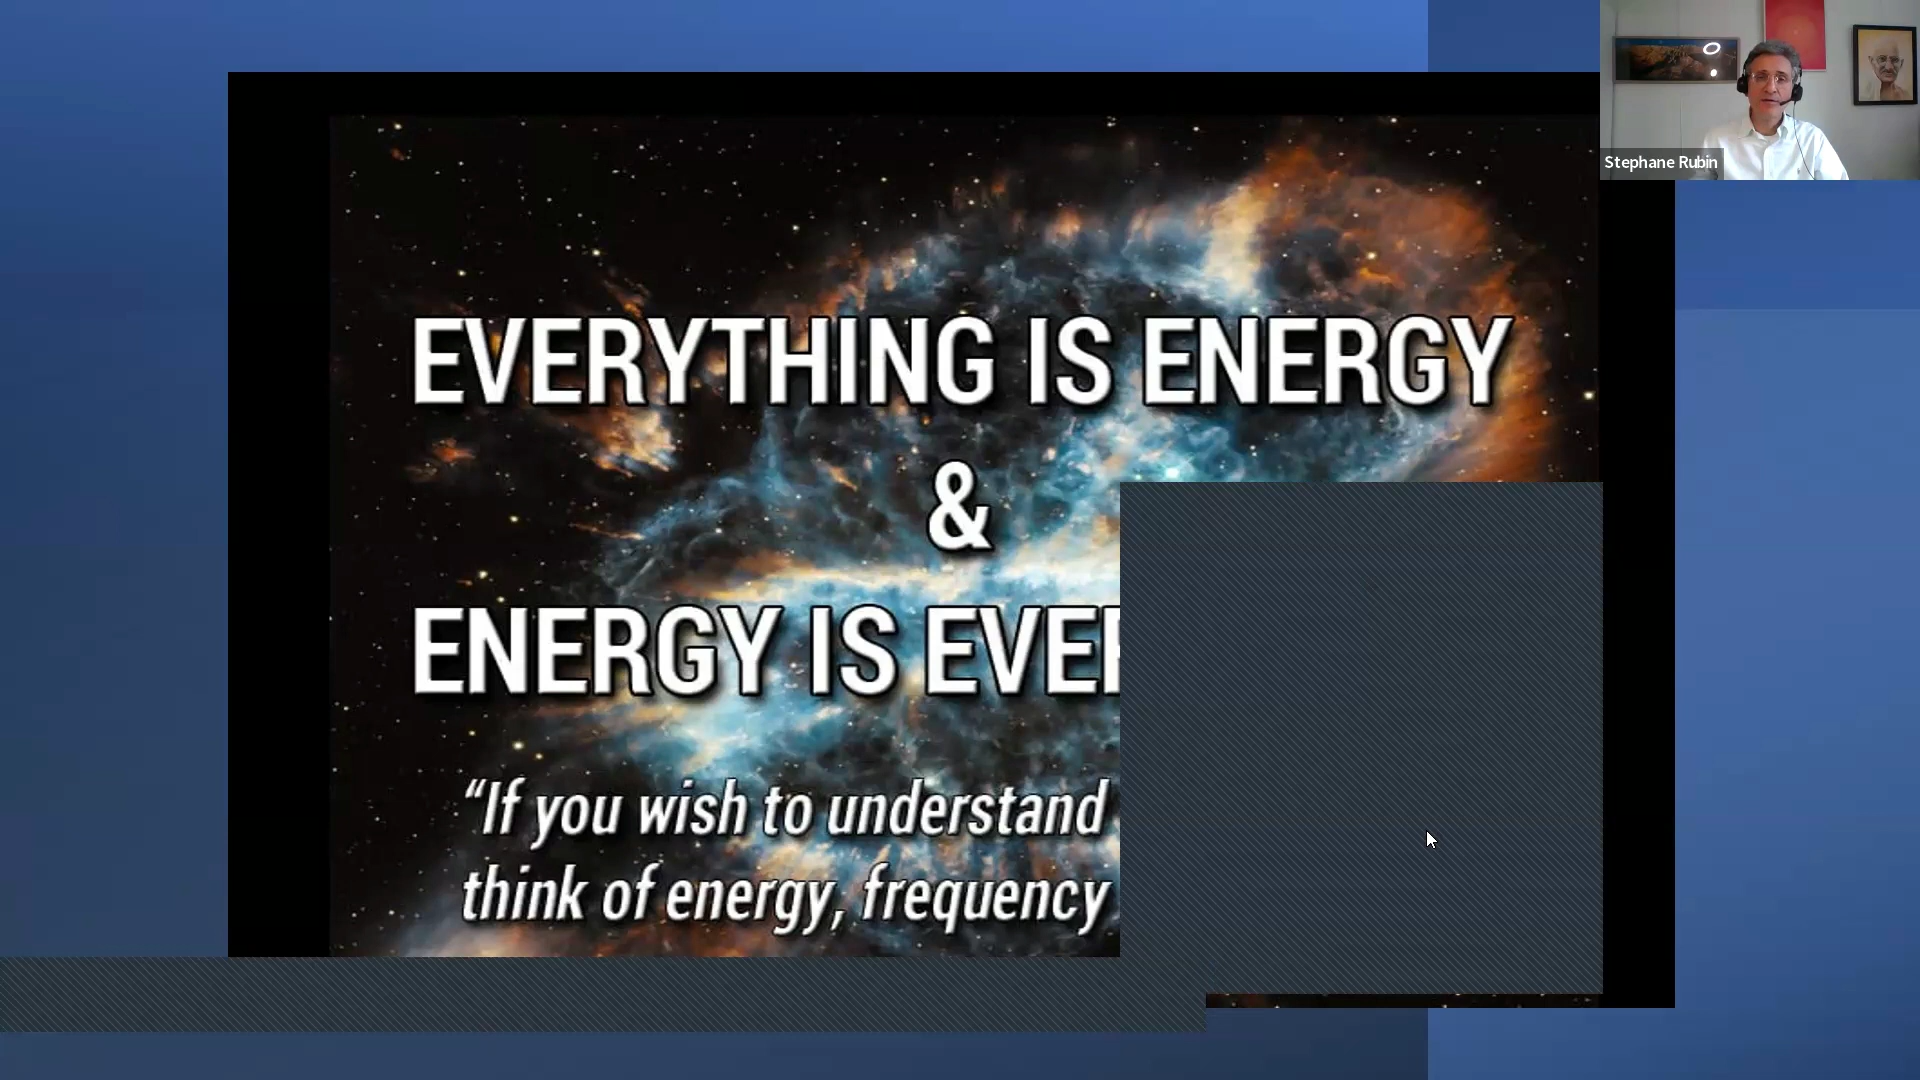 Stephane Rubin
EVERYTHING IS ENERGY
&
ENERGY IS EVE
“If you wish to understand
think of energy, frequency